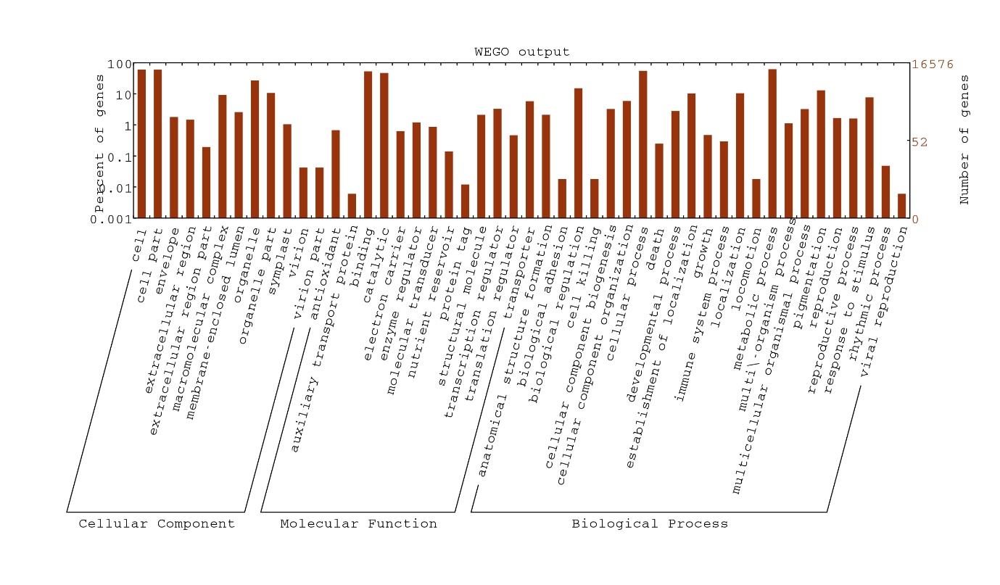 WEGO output
Percent of genes
100
10
1
0.1
0.01
0.001
16576
52
0
Number of genes
cell
cell part
envelope
extracellular region
extracellular region part
macromolecular complex
membrane-enclosed lumen
organelle
organelle part
symplast
virion
virion part
antioxidant
auxiliary transport protein
binding
catalytic
electron carrier
enzyme regulator
molecular transducer
nutrient reservoir
protein tag
structural molecule
transcription regulator
translation regulator
transporter
anatomical structure formation
biological adhesion
biological regulation
cell killing
cellular component biogenesis
cellular component organization
cellular process
death
developmental process
establishment of localization
growth
immune system process
localization
locomotion
metabolic process
multi\-organism process
multicellular organismal process
pigmentation
reproduction
reproductive process
response to stimulus
rhythmic process
viral reproduction
Cellular Component
Molecular Function
Biological Process